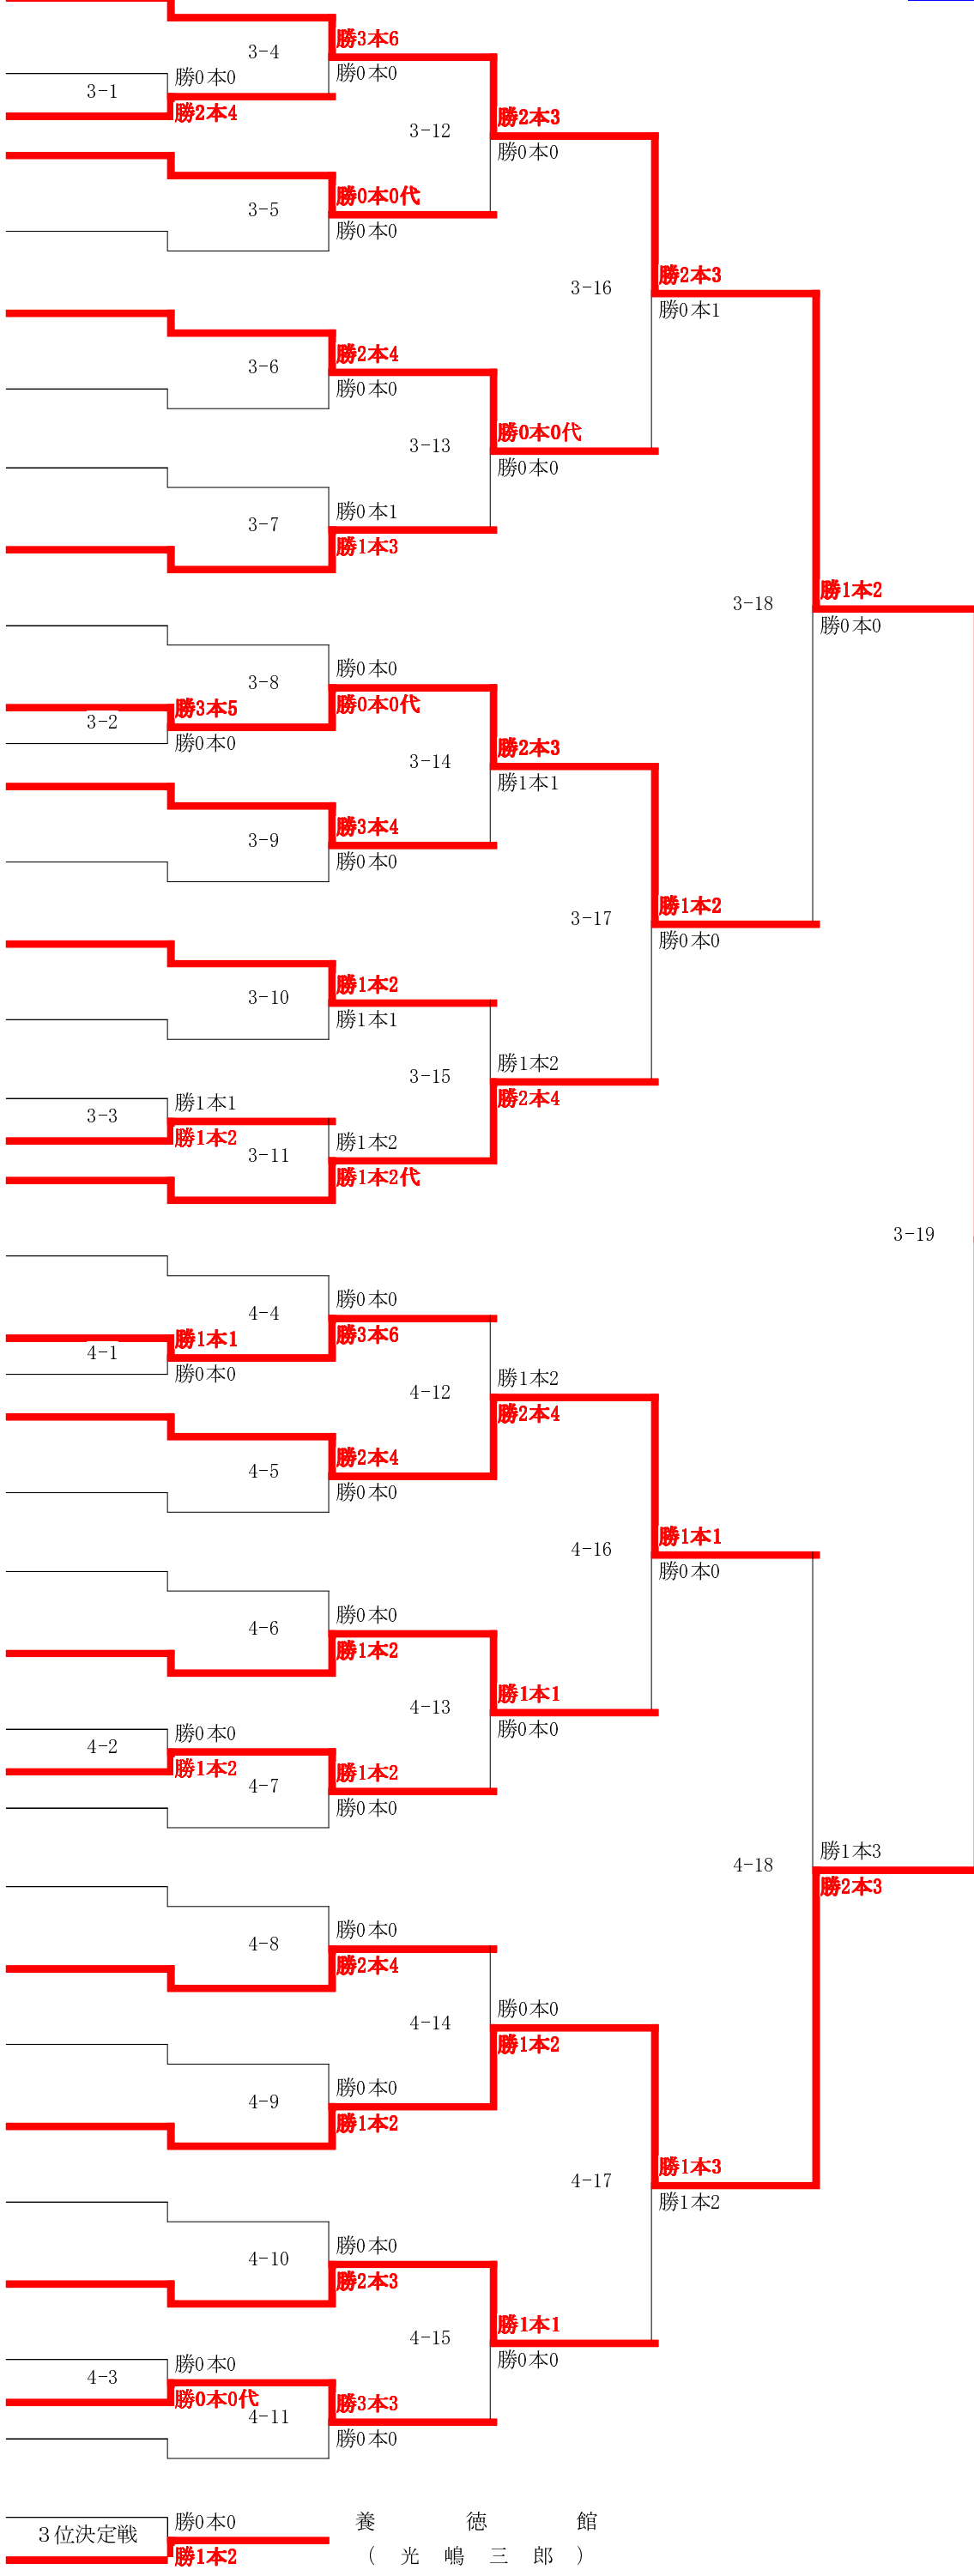 勝3本6
3-4
勝0本0
勝0本0
3-1
勝2本4
勝2本3
3-12
勝0本0
勝0本0代
3-5
勝0本0
勝2本3
3-16
勝0本1
勝2本4
3-6
勝0本0
勝0本0代
3-13
勝0本0
勝0本1
3-7
勝1本3
勝1本2
3-18
勝0本0
勝0本0
3-8
勝0本0代
勝3本5
3-2
勝0本0
勝2本3
3-14
勝1本1
勝3本4
3-9
勝0本0
勝1本2
3-17
勝0本0
勝1本2
3-10
勝1本1
勝1本2
3-15
勝2本4
勝1本1
3-3
勝1本2
勝1本2
3-11
勝1本2代
3-19
勝0本0
4-4
勝3本6
勝1本1
4-1
勝0本0
勝1本2
4-12
勝2本4
勝2本4
4-5
勝0本0
勝1本1
4-16
勝0本0
勝0本0
4-6
勝1本2
勝1本1
4-13
勝0本0
勝0本0
4-2
勝1本2
勝1本2
4-7
勝0本0
勝1本3
4-18
勝2本3
勝0本0
4-8
勝2本4
勝0本0
4-14
勝1本2
勝0本0
4-9
勝1本2
勝1本3
4-17
勝1本2
勝0本0
4-10
勝2本3
勝1本1
4-15
勝0本0
勝0本0
4-3
勝0本0代
勝3本3
4-11
勝0本0
勝0本0 養 徳 館
３位決定戦
勝1本2 （ 光 嶋 三 郎 ）